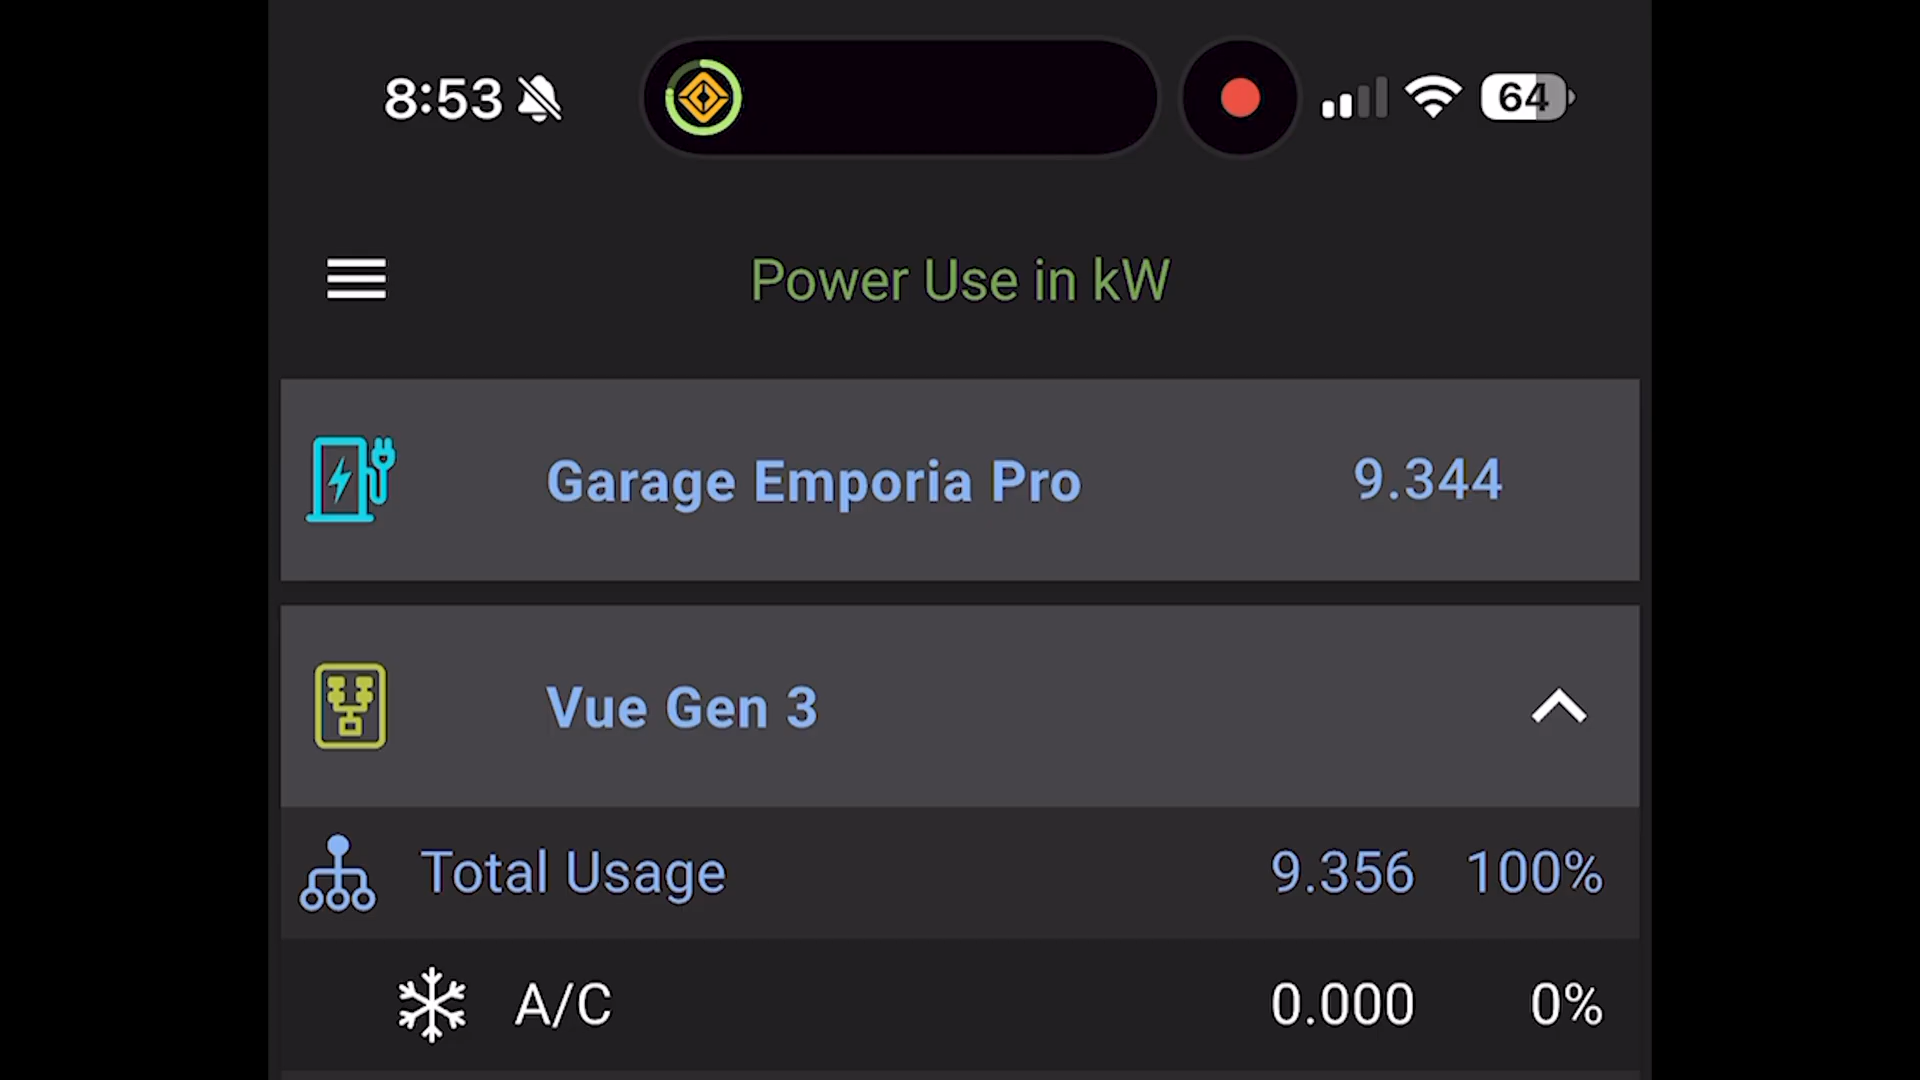 8:53 64
Power Use in kW
Garage Emporia Pro 9.344
Vue Gen 3
Total Usage 9.356 100%
A/C 0.000 0%